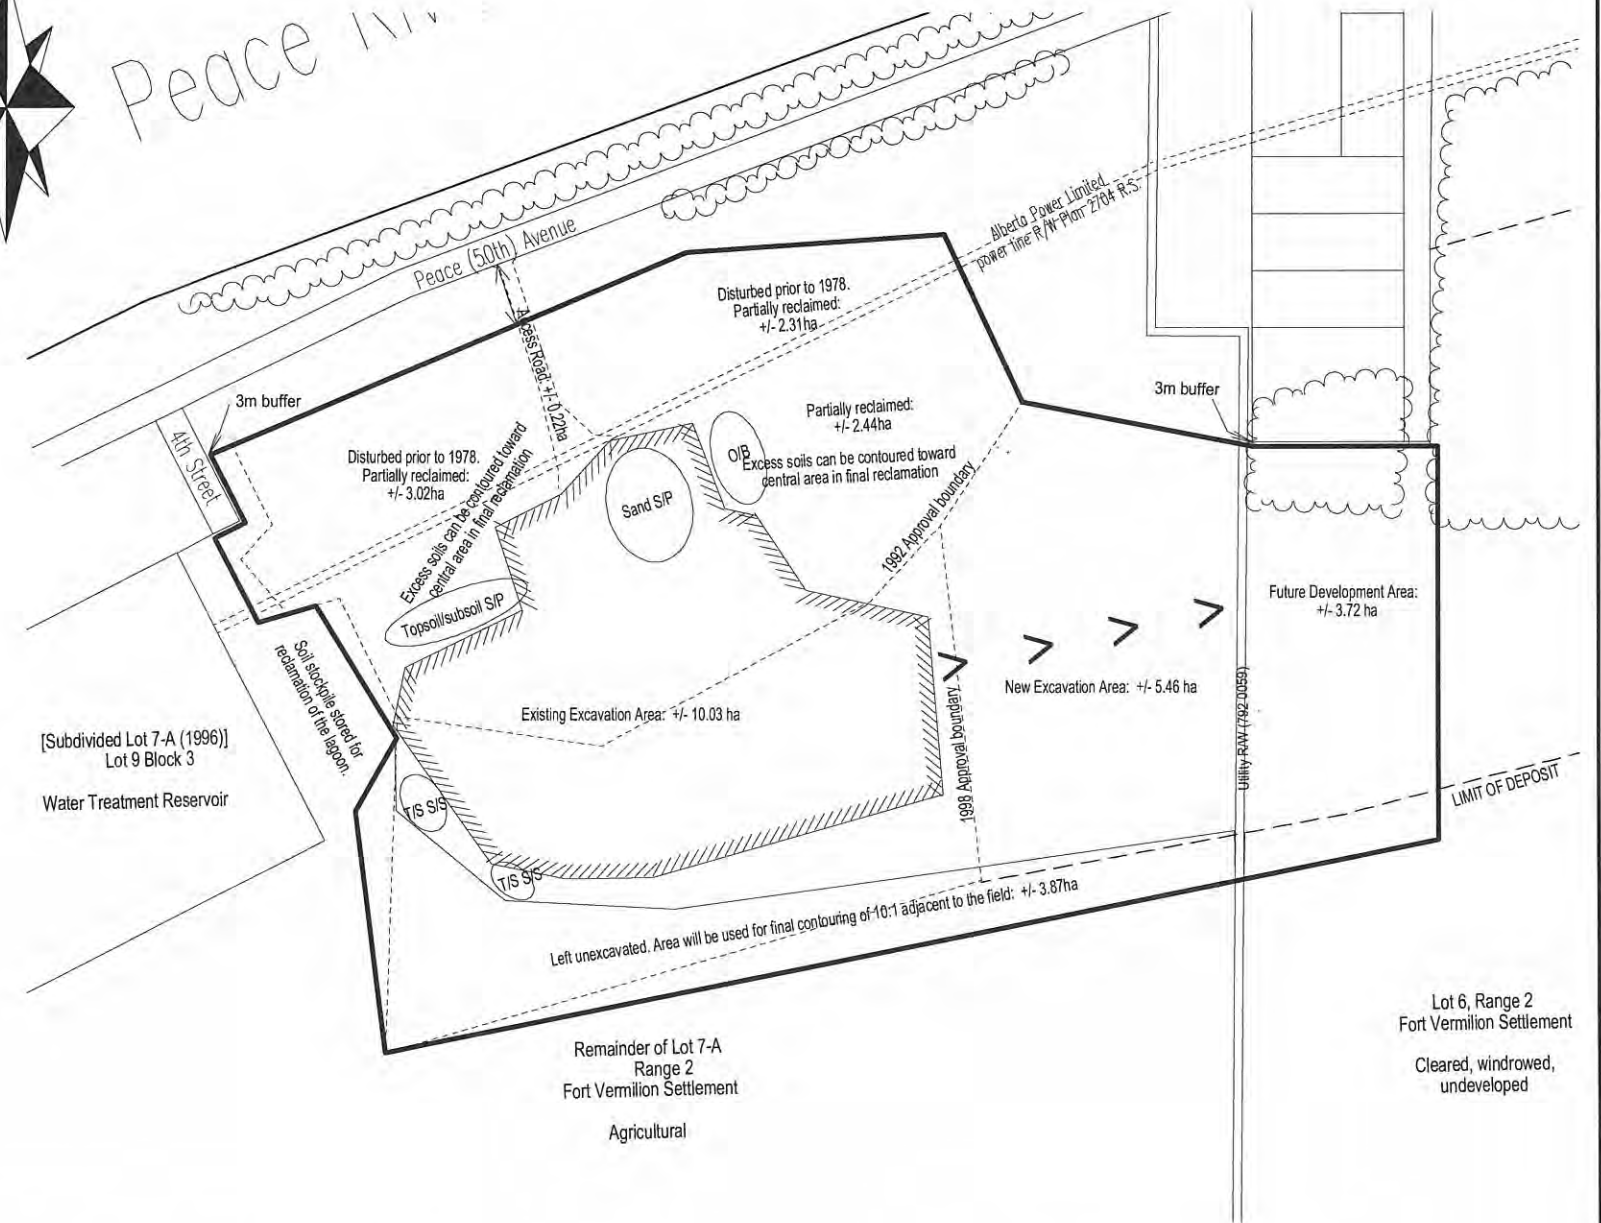 Peace
Peace (50th) Avenue
Alberta Power Limited
power line R/W Plan 2704 R.S.
Disturbed prior to 1978.
Partially reclaimed:
+/- 2.31ha
Access Road: +/- 0.22ha
3m buffer
3m buffer
4th Street
Partially reclaimed:
+/- 2.44ha
O/B
Excess soils can be contoured toward
central area in final reclamation
Disturbed prior to 1978.
Partially reclaimed:
+/- 3.02ha
Excess soils can be contoured toward
central area in final reclamation
Sand S/P
1992 Approval boundary
Topsoil/subsoil S/P
Future Development Area:
+/- 3.72 ha
Soil stockpile stored for
reclamation of the lagoon.
New Excavation Area: +/- 5.46 ha
Existing Excavation Area: +/- 10.03 ha
1998 Approval boundary
Utility R/W (792 0059)
[Subdivided Lot 7-A (1996)]
Lot 9 Block 3
Water Treatment Reservoir
T/S S/S
T/S S/S
LIMIT OF DEPOSIT
Left unexcavated. Area will be used for final contouring of 10:1 adjacent to the field: +/- 3.87ha
Lot 6, Range 2
Fort Vermilion Settlement
Cleared, windrowed,
undeveloped
Remainder of Lot 7-A
Range 2
Fort Vermilion Settlement
Agricultural